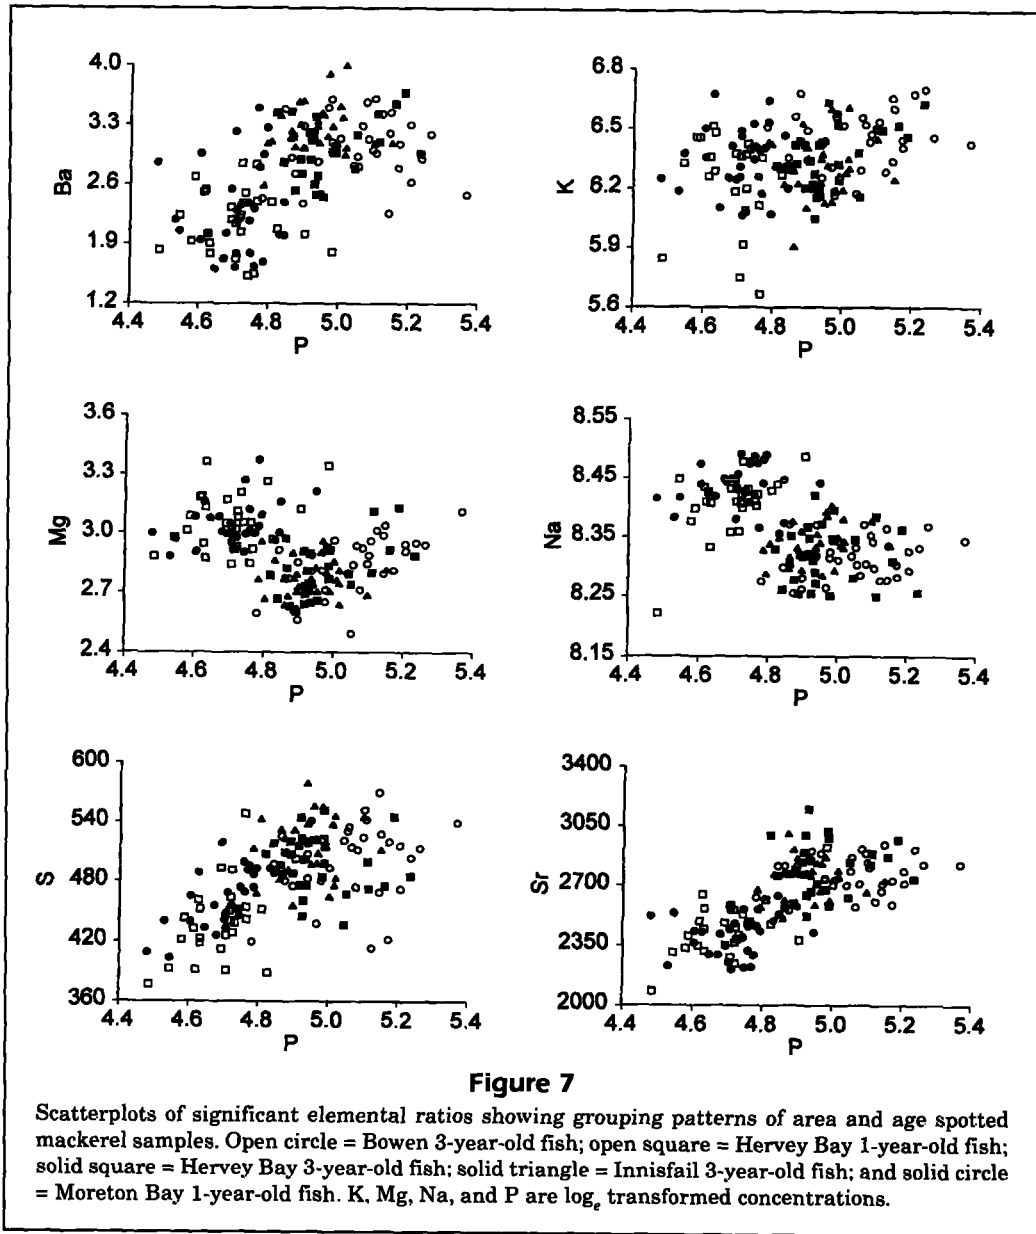 4.0
3.3
2.6
1.9
1.2
Ba
4.4 4.6 4.8 5.0 5.2 5.4
P
6.8
6.5
6.2
5.9
5.6
K
4.4 4.6 4.8 5.0 5.2 5.4
P
3.6
3.3
3.0
2.7
2.4
Mg
4.4 4.6 4.8 5.0 5.2 5.4
P
8.55
8.45
8.35
8.25
8.15
Na
4.4 4.6 4.8 5.0 5.2 5.4
P
600
540
480
420
360
S
4.4 4.6 4.8 5.0 5.2 5.4
P
3400
3050
2700
2350
2000
Sr
4.4 4.6 4.8 5.0 5.2 5.4
P
Figure 7
Scatterplots of significant elemental ratios showing grouping patterns of area and age spotted
mackerel samples. Open circle = Bowen 3-year-old fish; open square = Hervey Bay 1-year-old fish;
solid square = Hervey Bay 3-year-old fish; solid triangle = Innisfail 3-year-old fish; and solid circle
= Moreton Bay 1-year-old fish. K, Mg, Na, and P are logₑ transformed concentrations.